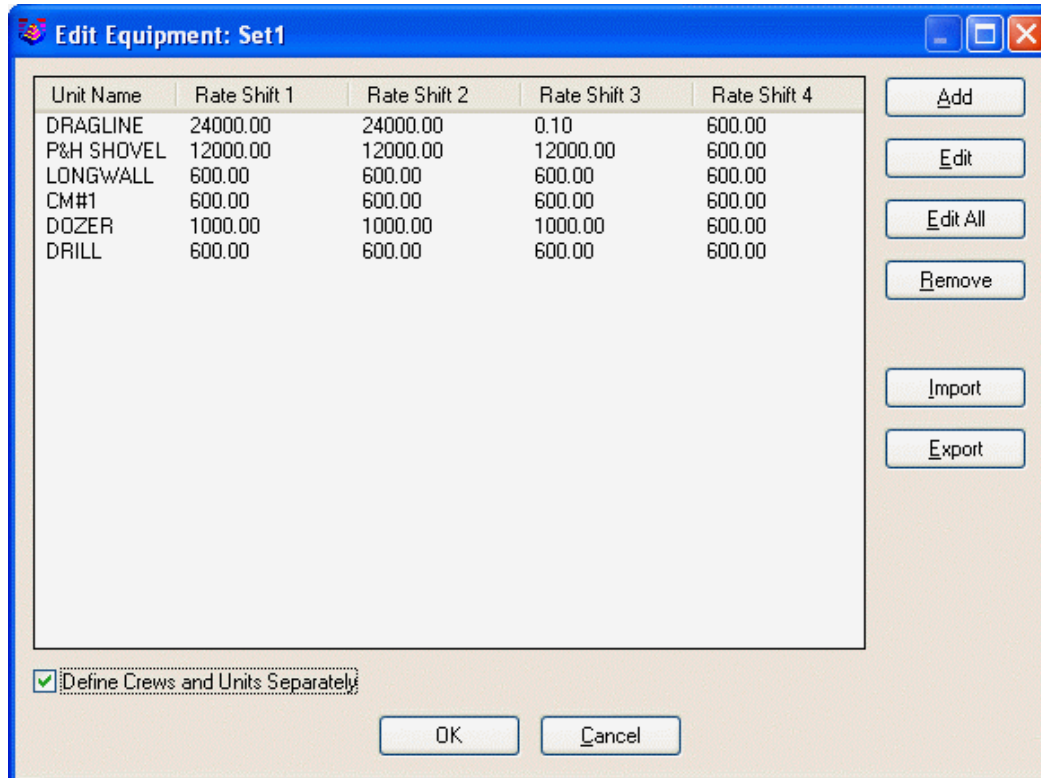 Edit Equipment: Set1
Unit Name Rate Shift 1 Rate Shift 2 Rate Shift 3 Rate Shift 4
DRAGLINE 24000.00 24000.00 0.10 600.00
P&H SHOVEL 12000.00 12000.00 12000.00 600.00
LONGWALL 600.00 600.00 600.00 600.00
CM#1 600.00 600.00 600.00 600.00
DOZER 1000.00 1000.00 1000.00 600.00
DRILL 600.00 600.00 600.00 600.00
Add
Edit
Edit All
Remove
Import
Export
Define Crews and Units Separately
OK Cancel